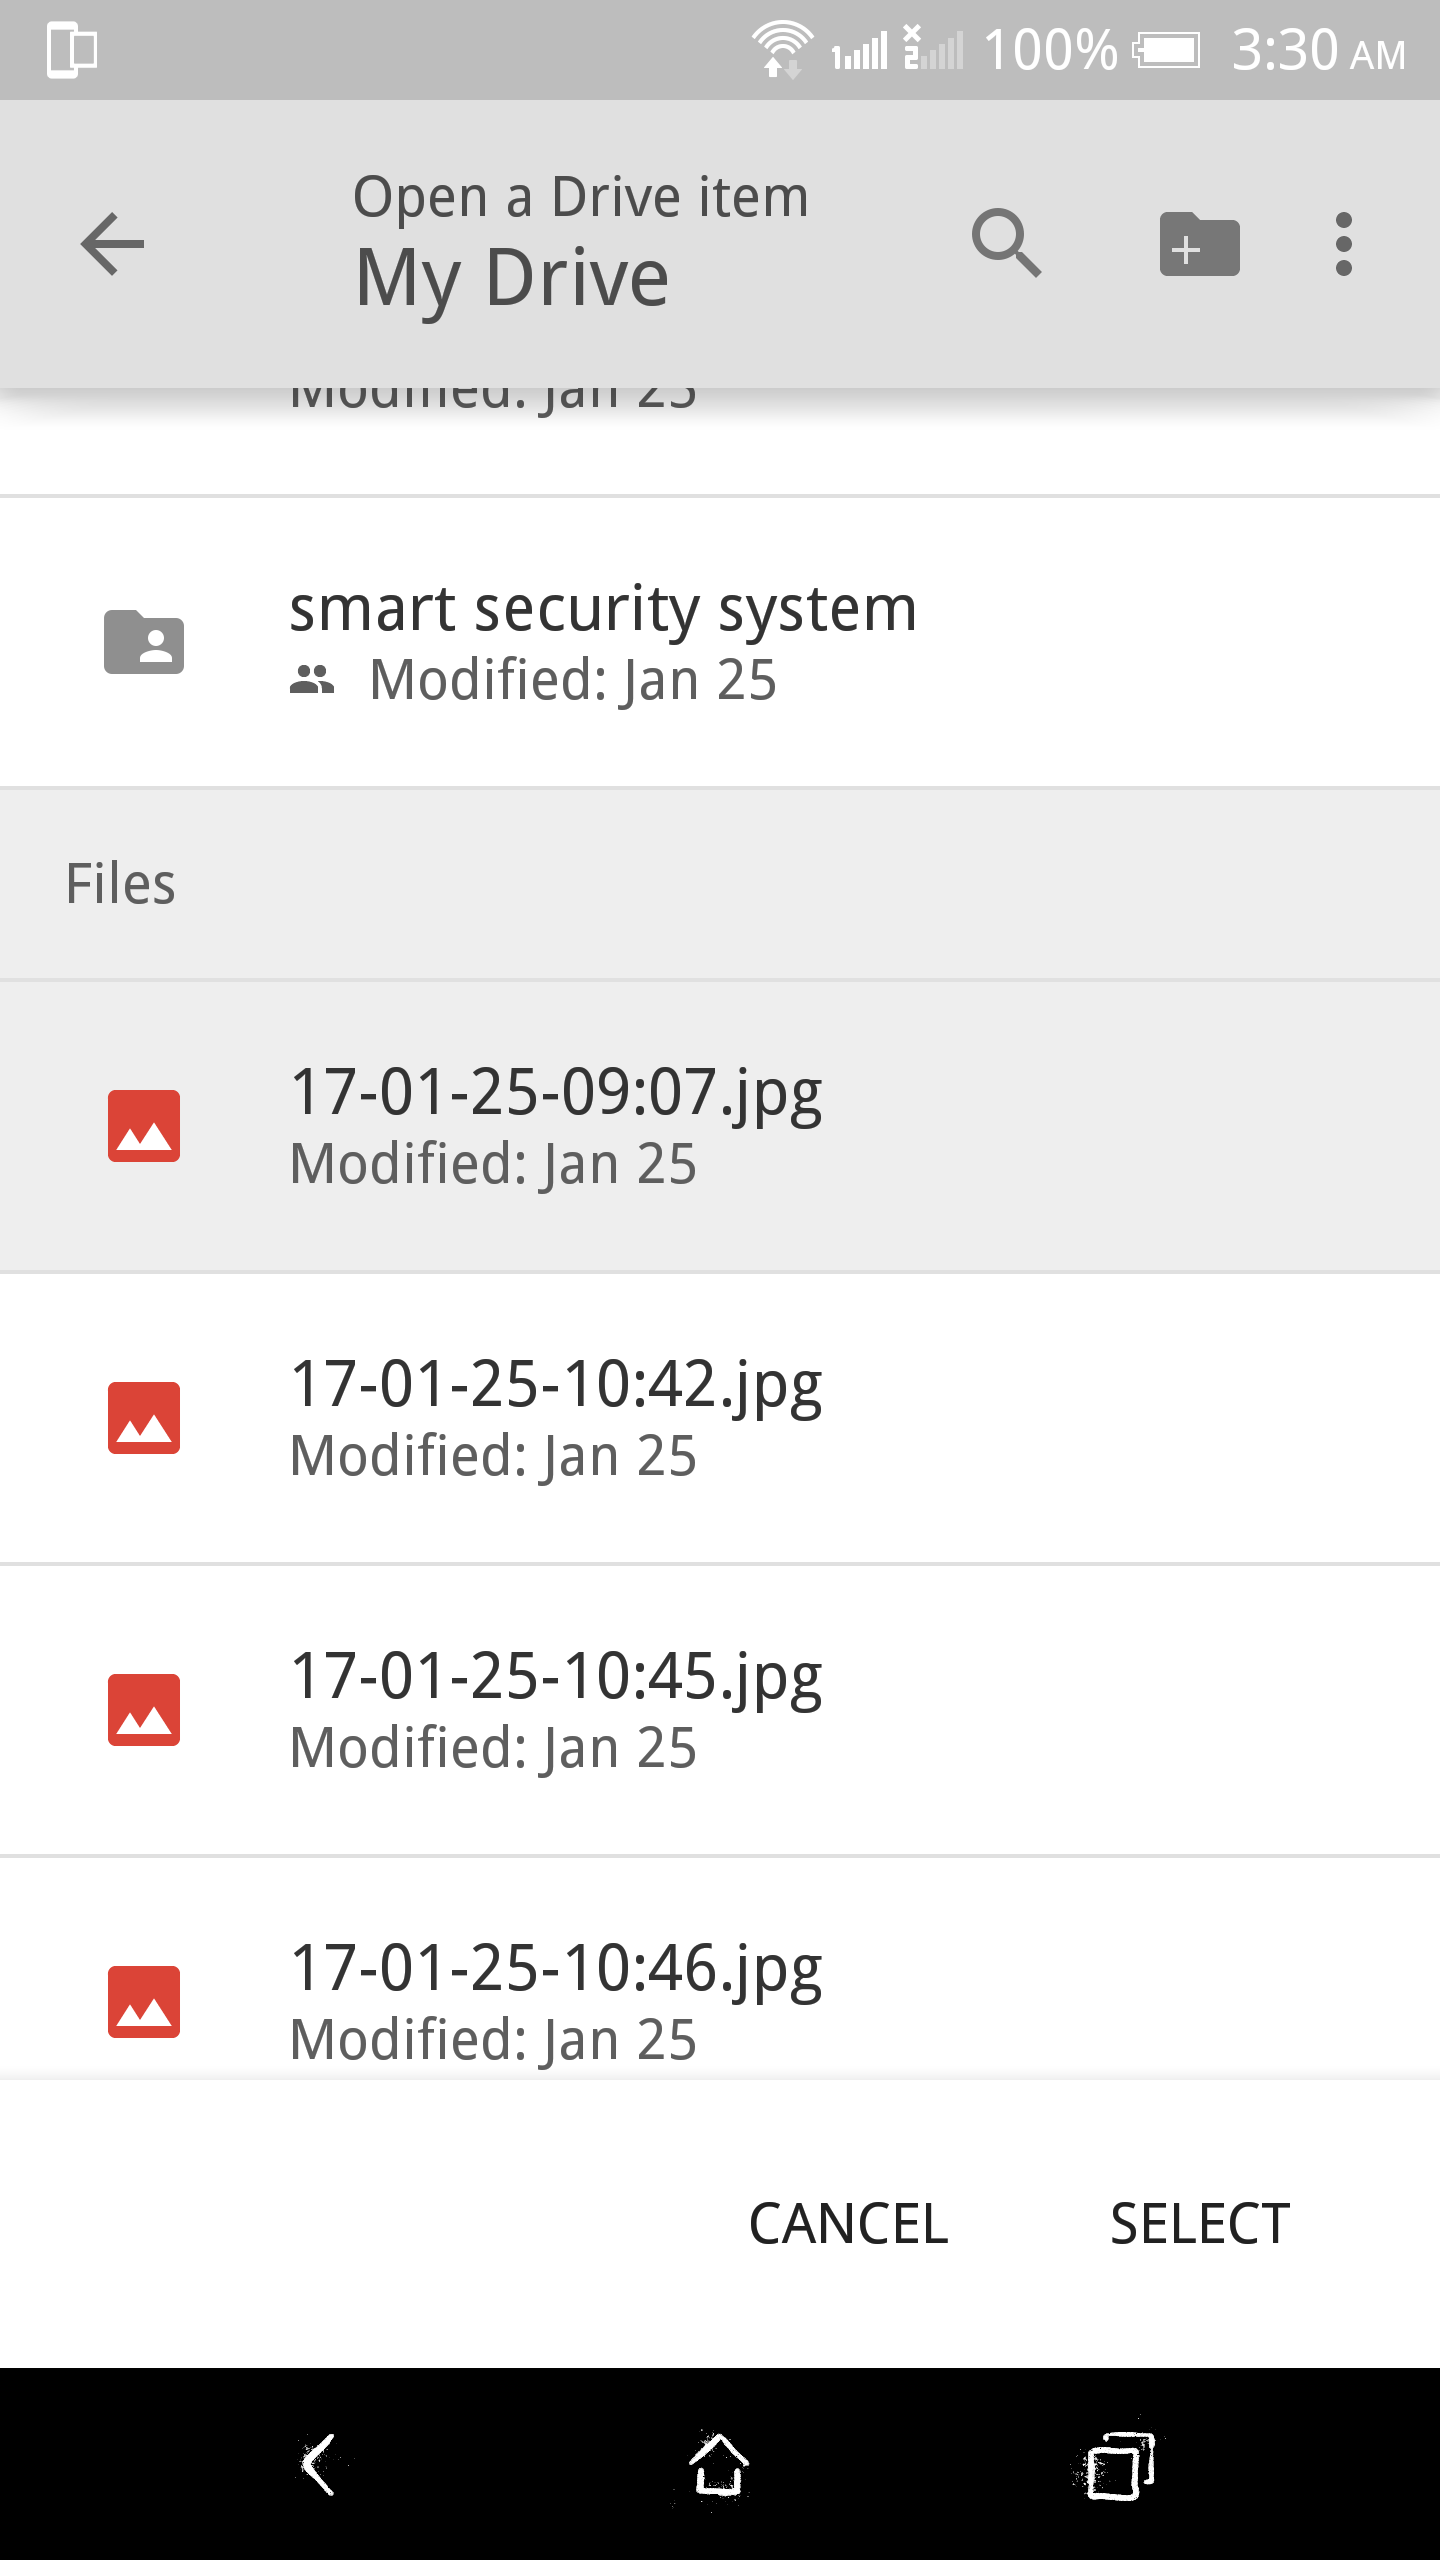 1 2 100% 3:30 AM
Open a Drive item
My Drive
Modified: Jan 25
smart security system
Modified: Jan 25
Files
17-01-25-09:07.jpg
Modified: Jan 25
17-01-25-10:42.jpg
Modified: Jan 25
17-01-25-10:45.jpg
Modified: Jan 25
17-01-25-10:46.jpg
Modified: Jan 25
CANCEL SELECT